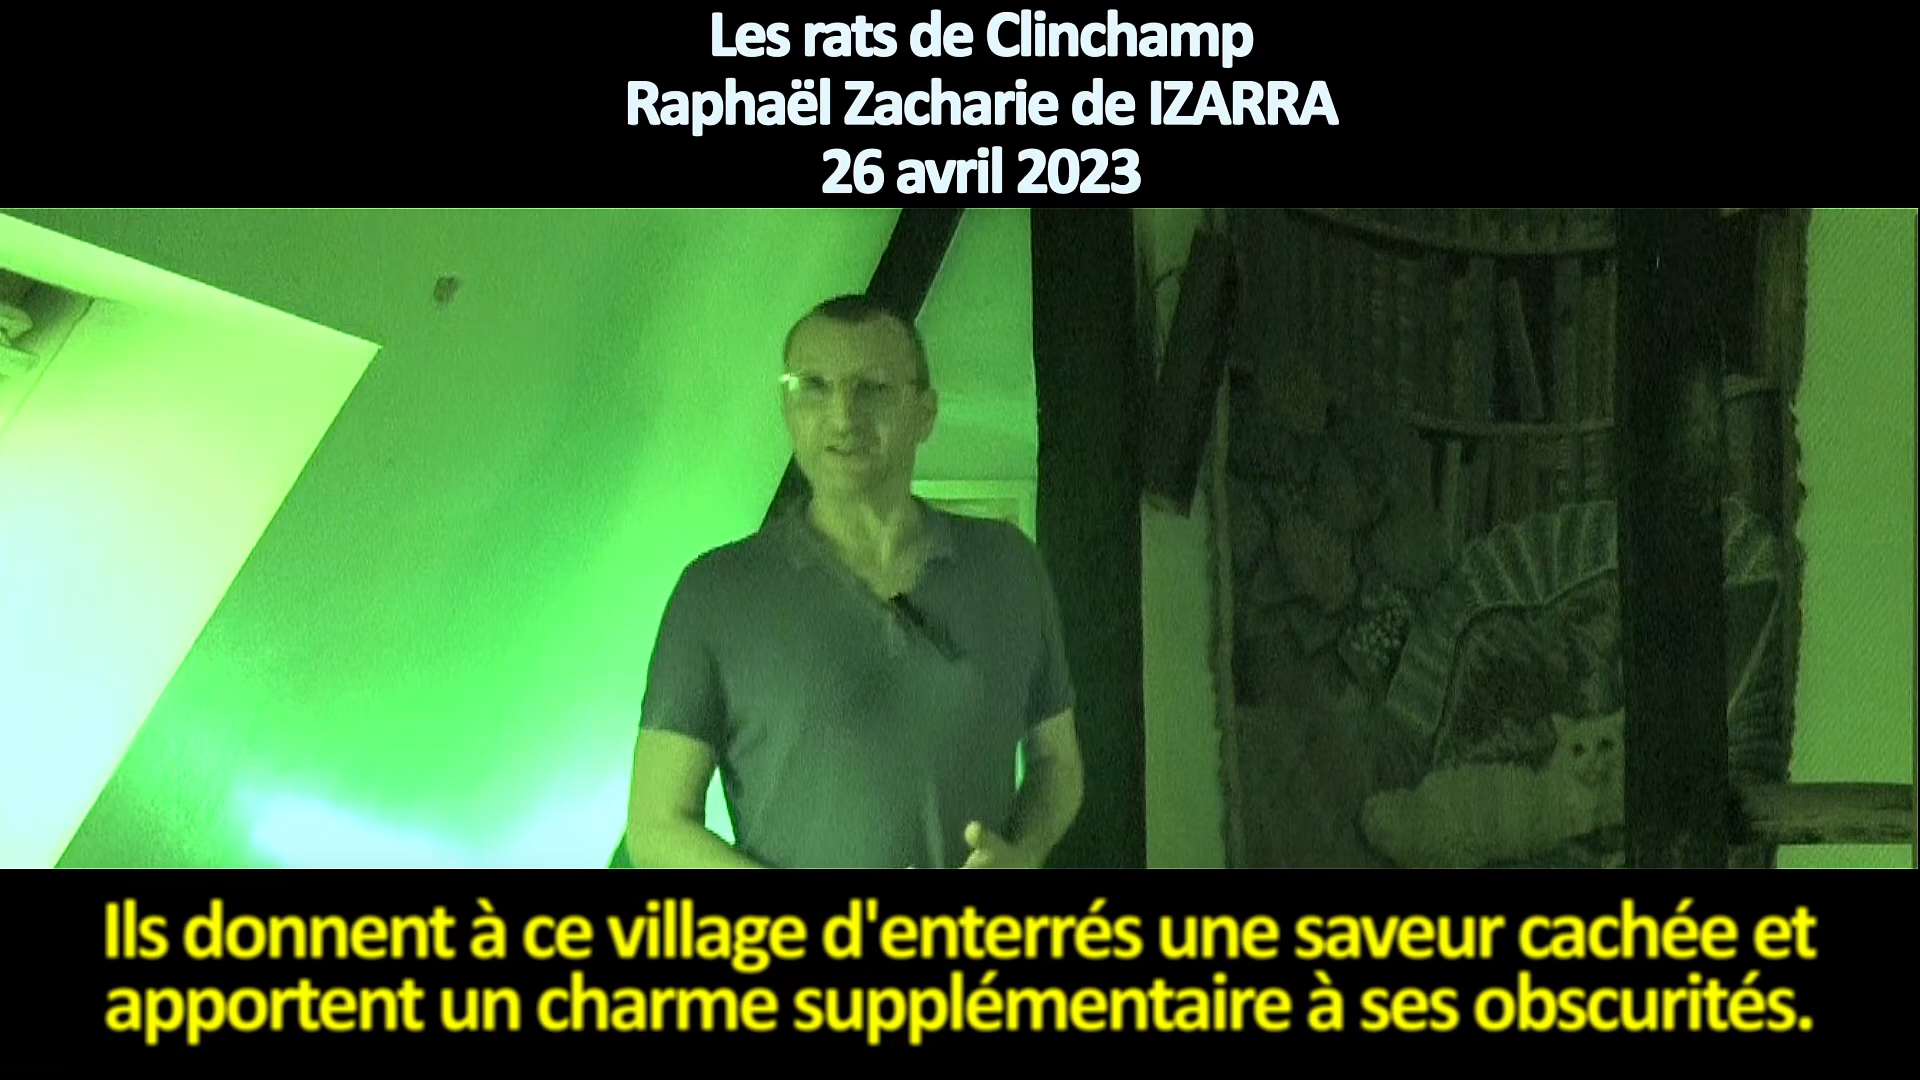 Les rats de Clinchamp
Raphaël Zacharie de IZARRA
26 avril 2023
Ils donnent à ce village d'enterrés une saveur cachée et
apportent un charme supplémentaire à ses obscurités.